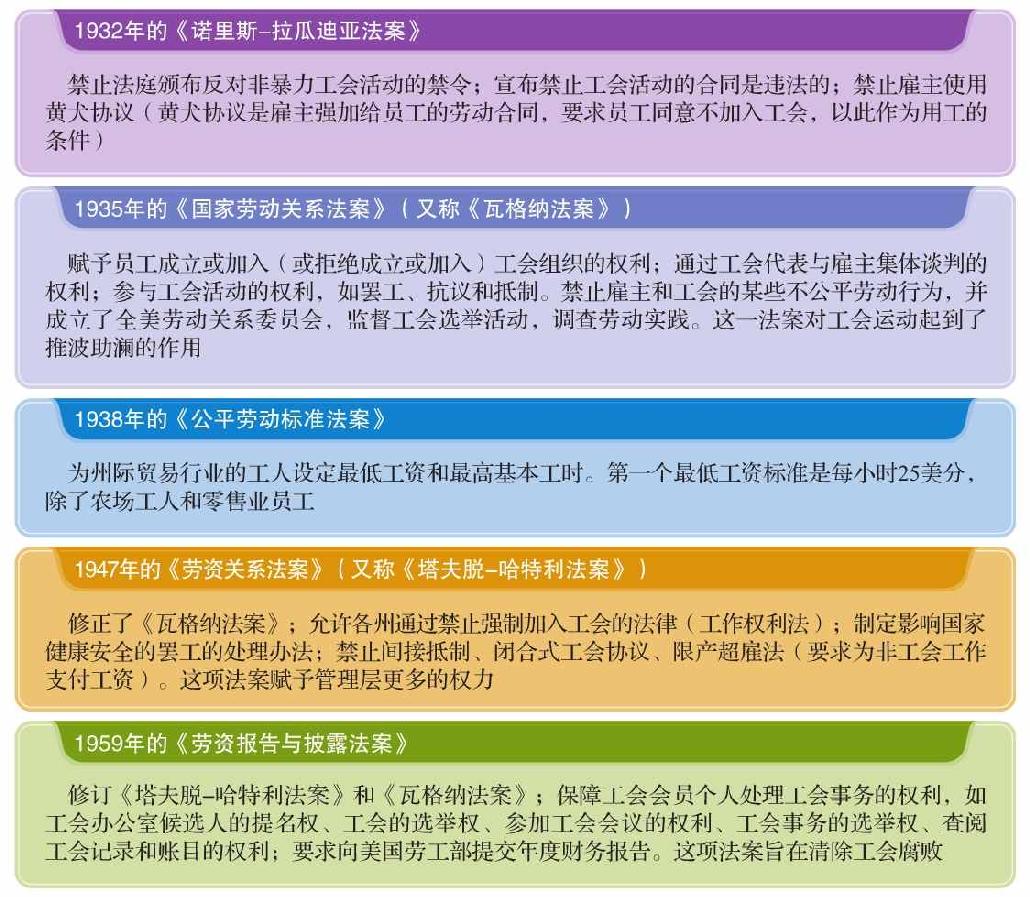 1932年的《诺里斯-拉瓜迪亚法案》
禁止法庭颁布反对非暴力工会活动的禁令；宣布禁止工会活动的合同是违法的；禁止雇主使用
黄犬协议（黄犬协议是雇主强加给员工的劳动合同，要求员工同意不加入工会，以此作为用工的
条件）
1935年的《国家劳动关系法案》（又称《瓦格纳法案》）
赋予员工成立或加入（或拒绝成立或加入）工会组织的权利；通过工会代表与雇主集体谈判的
权利；参与工会活动的权利，如罢工、抗议和抵制。禁止雇主和工会的某些不公平劳动行为，并
成立了全美劳动关系委员会，监督工会选举活动，调查劳动实践。这一法案对工会运动起到了
推波助澜的作用
1938年的《公平劳动标准法案》
为州际贸易行业的工人设定最低工资和最高基本工时。第一个最低工资标准是每小时25美分，
除了农场工人和零售业员工
1947年的《劳资关系法案》（又称《塔夫脱-哈特利法案》）
修正了《瓦格纳法案》；允许各州通过禁止强制加入工会的法律（工作权利法）；制定影响国家
健康安全的罢工的处理办法；禁止间接抵制、闭合式工会协议、限产超雇法（要求为非工会工作
支付工资）。这项法案赋予管理层更多的权力
1959年的《劳资报告与披露法案》
修订《塔夫脱-哈特利法案》和《瓦格纳法案》；保障工会会员个人处理工会事务的权利，如
工会办公室候选人的提名权、工会的选举权、参加工会会议的权利、工会事务的选举权、查阅
工会记录和账目的权利；要求向美国劳工部提交年度财务报告。这项法案旨在清除工会腐败